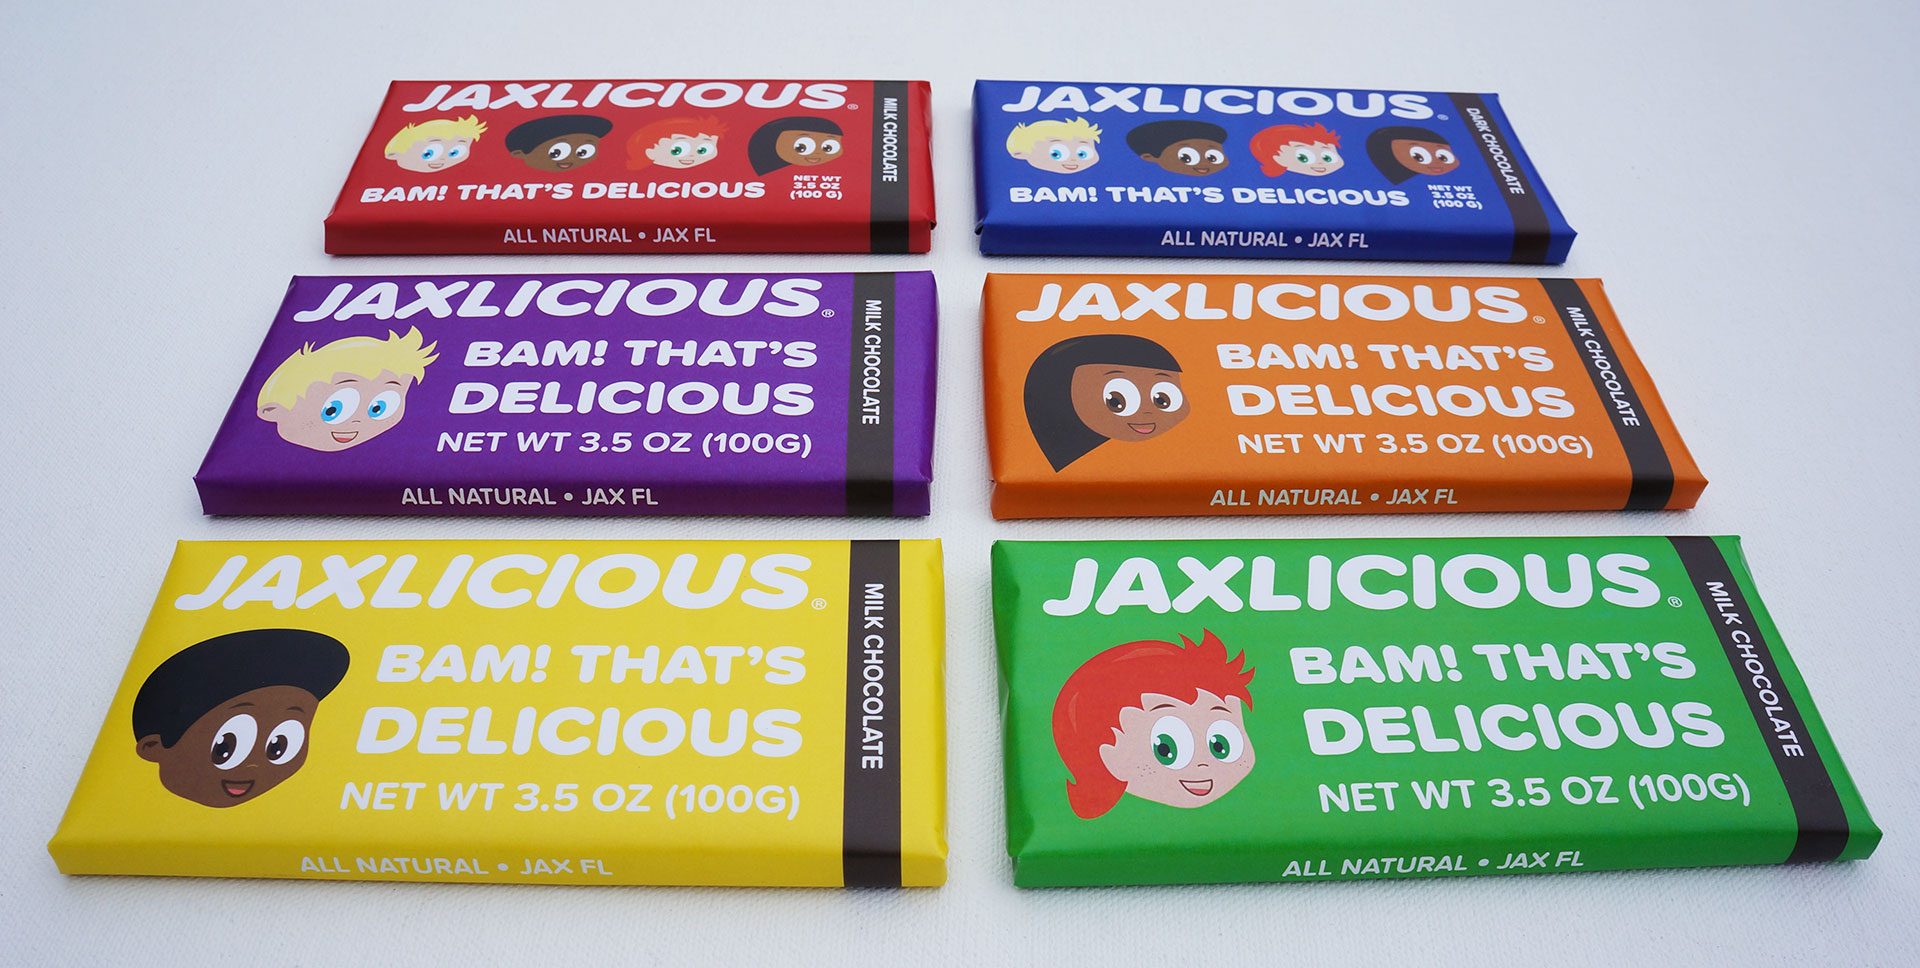 JAXLICIOUS®
BAM! THAT'S DELICIOUS
NET WT
3.5 OZ
(100 G)
MILK CHOCOLATE
ALL NATURAL • JAX FL
JAXLICIOUS®
BAM! THAT'S DELICIOUS
NET WT
3.5 OZ
(100 G)
DARK CHOCOLATE
ALL NATURAL • JAX FL
JAXLICIOUS®
BAM! THAT'S
DELICIOUS
NET WT 3.5 OZ (100G)
MILK CHOCOLATE
ALL NATURAL • JAX FL
JAXLICIOUS®
BAM! THAT'S
DELICIOUS
NET WT 3.5 OZ (100G)
MILK CHOCOLATE
ALL NATURAL • JAX FL
JAXLICIOUS®
BAM! THAT'S
DELICIOUS
NET WT 3.5 OZ (100G)
MILK CHOCOLATE
ALL NATURAL • JAX FL
JAXLICIOUS®
BAM! THAT'S
DELICIOUS
NET WT 3.5 OZ (100G)
MILK CHOCOLATE
ALL NATURAL • JAX FL